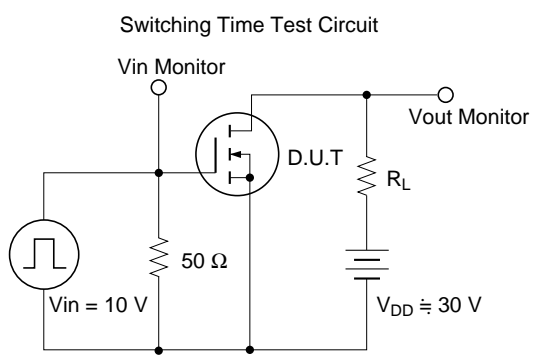 Switching Time Test Circuit
Vin Monitor
Vout Monitor
D.U.T
R_L
50 Ω
Vin = 10 V
V_DD ≒ 30 V